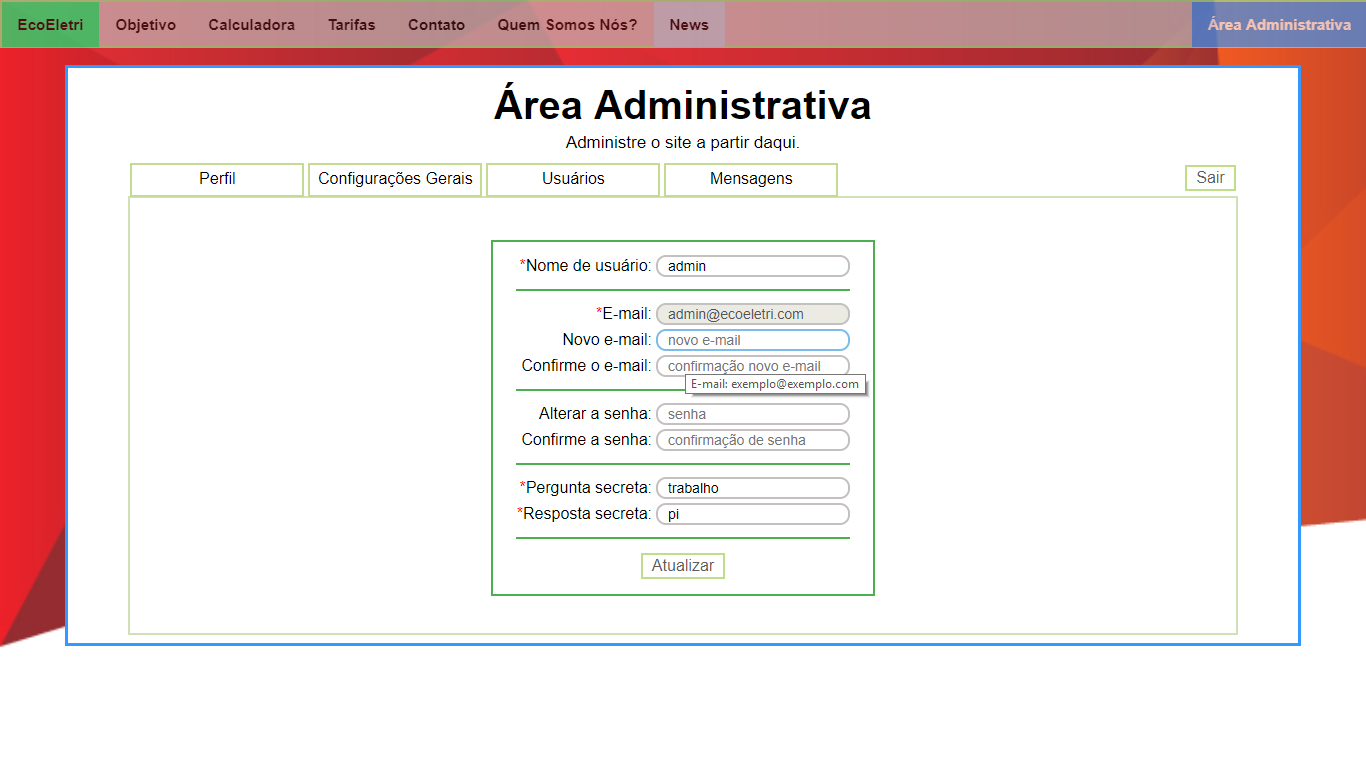 EcoEletri Objetivo Calculadora Tarifas Contato Quem Somos Nós? News Área Administrativa
Área Administrativa
Administre o site a partir daqui.
Perfil Configurações Gerais Usuários Mensagens Sair
*Nome de usuário: admin
*E-mail: admin@ecoeletri.com
Novo e-mail: novo e-mail
Confirme o e-mail: confirmação novo e-mail
E-mail: exemplo@exemplo.com
Alterar a senha: senha
Confirme a senha: confirmação de senha
*Pergunta secreta: trabalho
*Resposta secreta: pi
Atualizar